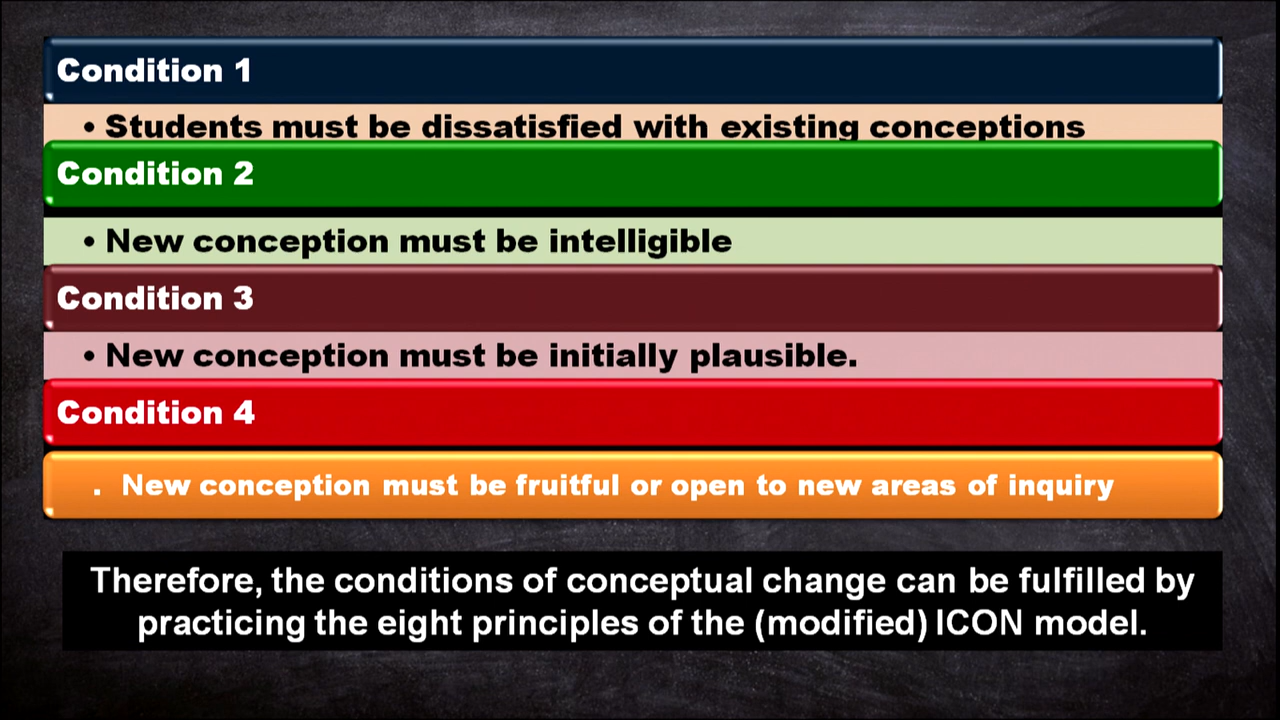 Condition 1
• Students must be dissatisfied with existing conceptions
Condition 2
• New conception must be intelligible
Condition 3
• New conception must be initially plausible.
Condition 4
. New conception must be fruitful or open to new areas of inquiry
Therefore, the conditions of conceptual change can be fulfilled by
practicing the eight principles of the (modified) ICON model.